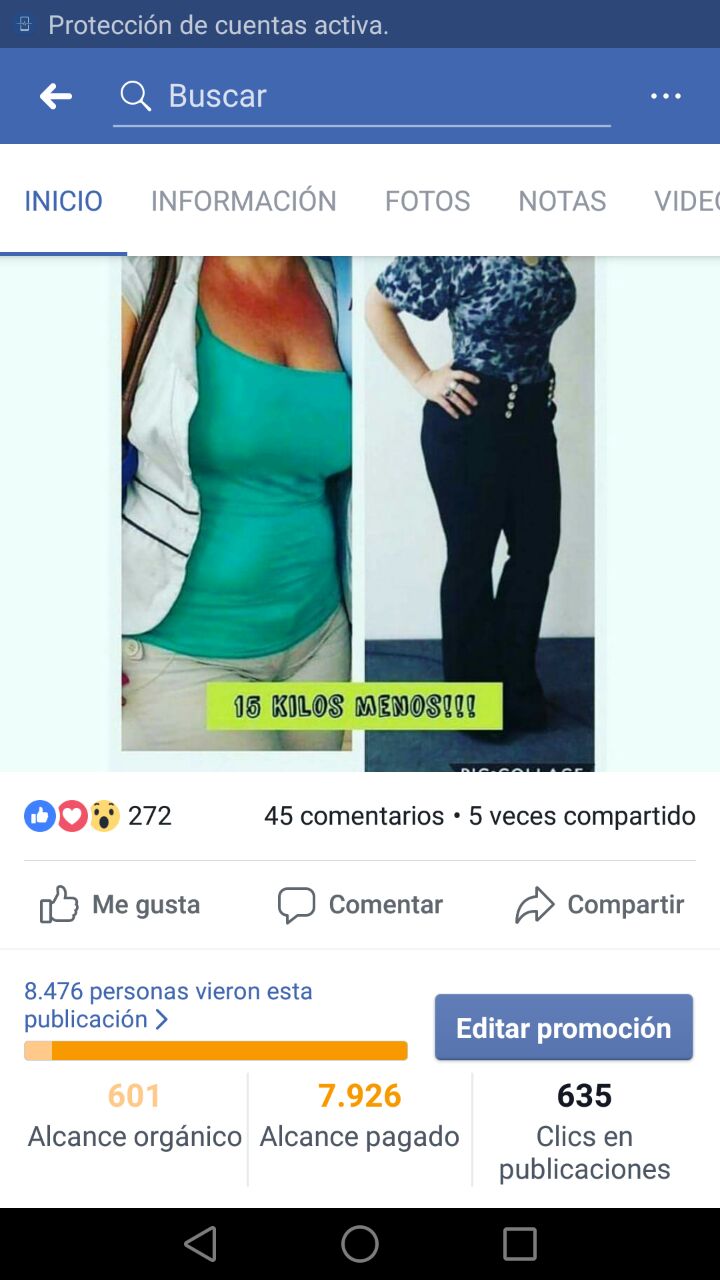 Protección de cuentas activa.
Buscar
INICIO INFORMACIÓN FOTOS NOTAS VIDEO
15 KILOS MENOS!!!
PIC•COLLAGE
272 45 comentarios • 5 veces compartido
Me gusta Comentar Compartir
8.476 personas vieron esta
publicación
Editar promoción
601 7.926 635
Alcance orgánico Alcance pagado Clics en
publicaciones